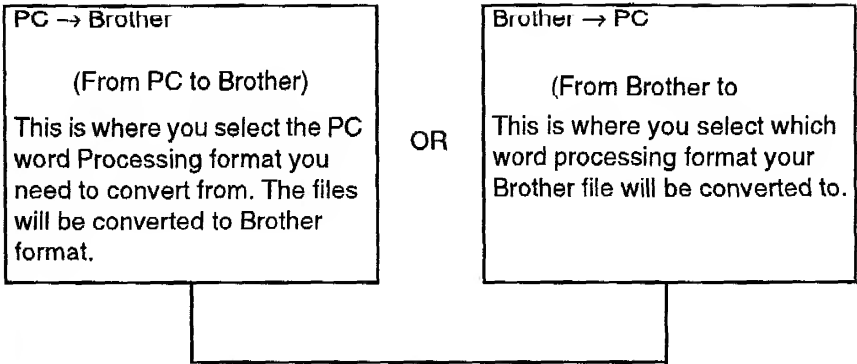 PC → Brother
(From PC to Brother)
This is where you select the PC
word Processing format you
need to convert from. The files
will be converted to Brother
format.
OR
Brother → PC
(From Brother to
This is where you select which
word processing format your
Brother file will be converted to.